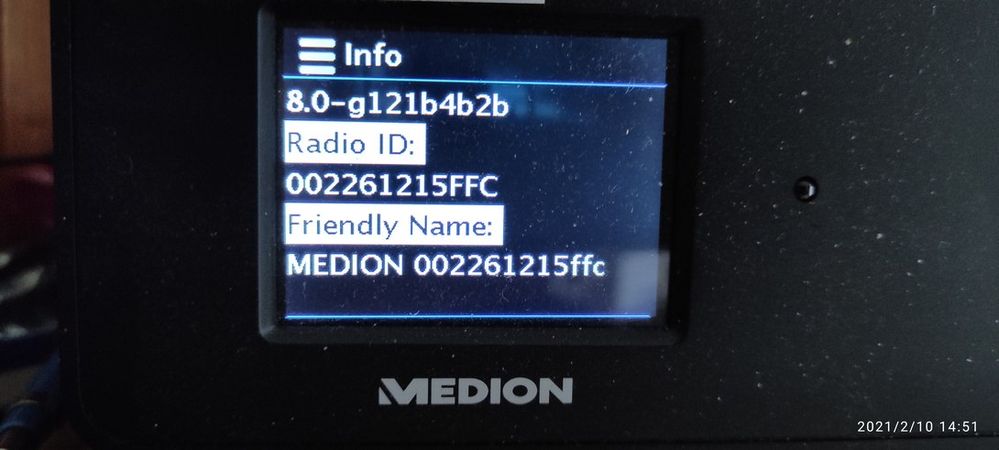 Info
8.0-g121b4b2b
Radio ID:
002261215FFC
Friendly Name:
MEDION 002261215ffc
MEDION
2021/2/10 14:51